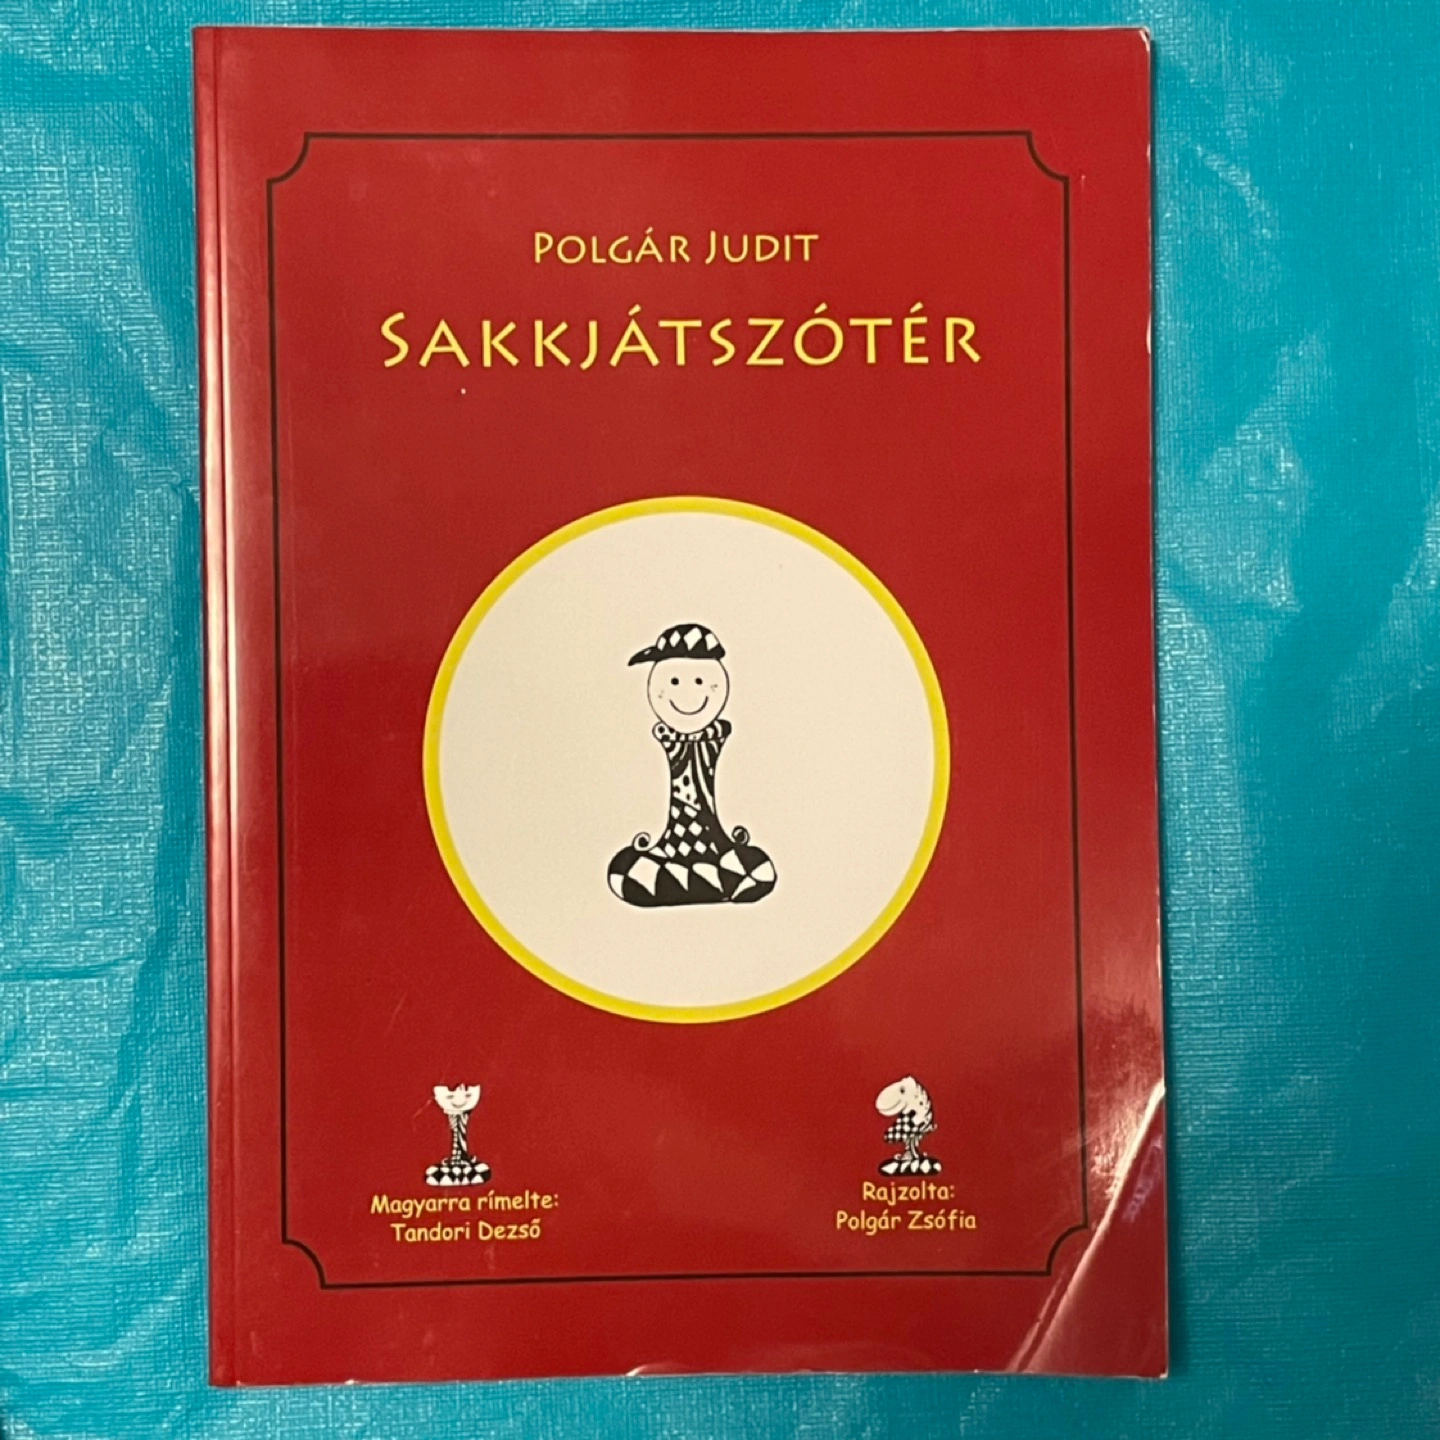 POLGÁR JUDIT
SAKKJÁTSZÓTÉR
Magyarra rímelte:
Tandori Dezső
Rajzolta:
Polgár Zsófia